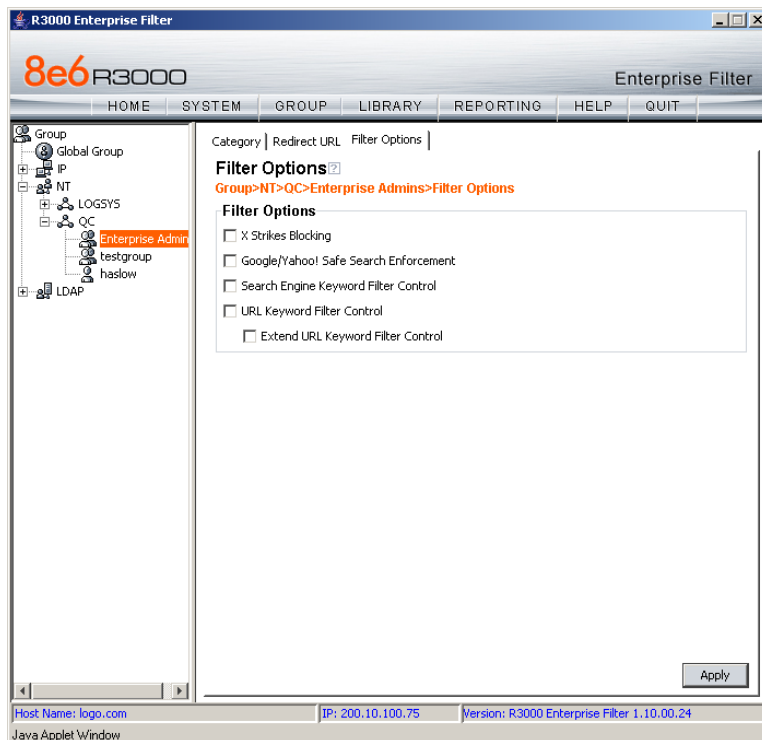 R3000 Enterprise Filter
8e6 R3000
Enterprise Filter
HOME SYSTEM GROUP LIBRARY REPORTING HELP QUIT
Group
Global Group
IP
NT
LOGSYS
QC
Enterprise Admin
testgroup
haslow
LDAP
Category Redirect URL Filter Options
Filter Options
Group>NT>QC>Enterprise Admins>Filter Options
Filter Options
X Strikes Blocking
Google/Yahoo! Safe Search Enforcement
Search Engine Keyword Filter Control
URL Keyword Filter Control
Extend URL Keyword Filter Control
Apply
Host Name: logo.com IP: 200.10.100.75 Version: R3000 Enterprise Filter 1.10.00.24
Java Applet Window